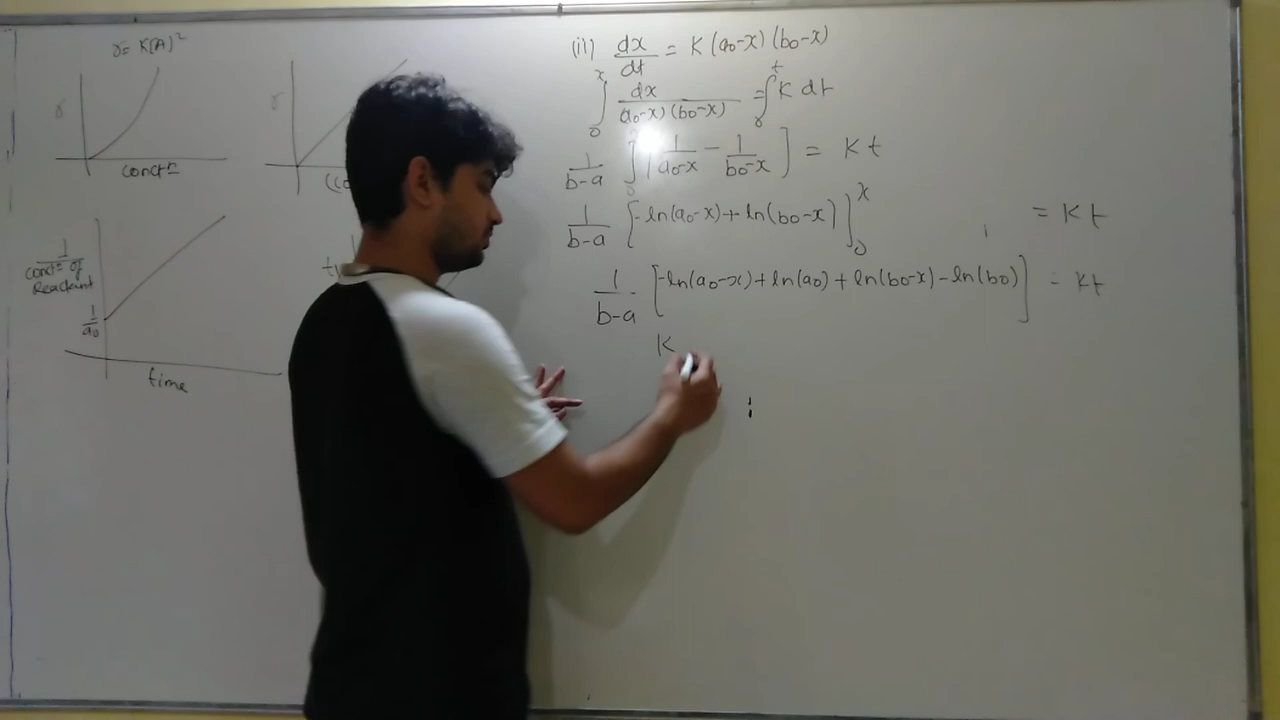 r = K[A]²
r
concⁿ
r
(co
1
concⁿ of
Reactant
1
a₀
time
t₁
(ii) dx/dt = K (a₀-x) (b₀-x)
∫₀ˣ dx/(a₀-x) (b₀-x) = ∫₀ᵗ K dt
1/b-a ∫ [1/a₀-x - 1/b₀-x] = Kt
1/b-a [-ln(a₀-x)+ln(b₀-x)]₀ˣ = Kt
1/b-a [-ln(a₀-x)+ln(a₀)+ln(b₀-x)-ln(b₀)] = Kt
K